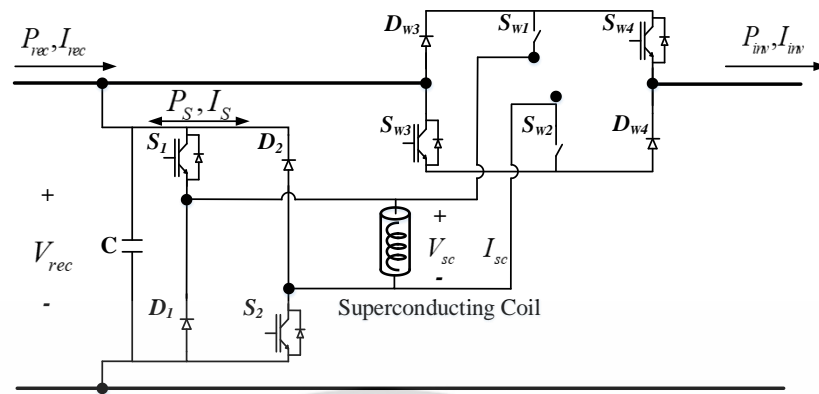 D_W3
S_W1
S_W4
P_rec, I_rec
P_inv, I_inv
P_S, I_S
S_1
D_2
S_W3
S_W2
D_W4
+
V_rec
-
C
+
V_sc
-
I_sc
D_1
S_2
Superconducting Coil